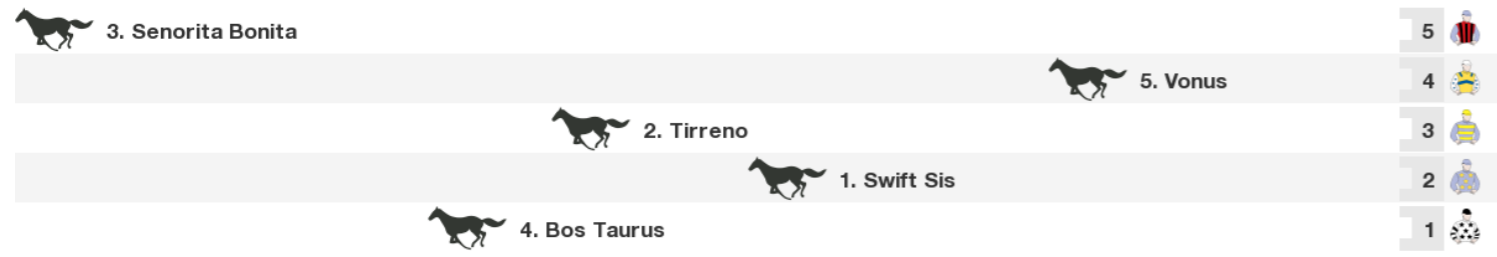 3. Senorita Bonita 5
5. Vonus 4
2. Tirreno 3
1. Swift Sis 2
4. Bos Taurus 1